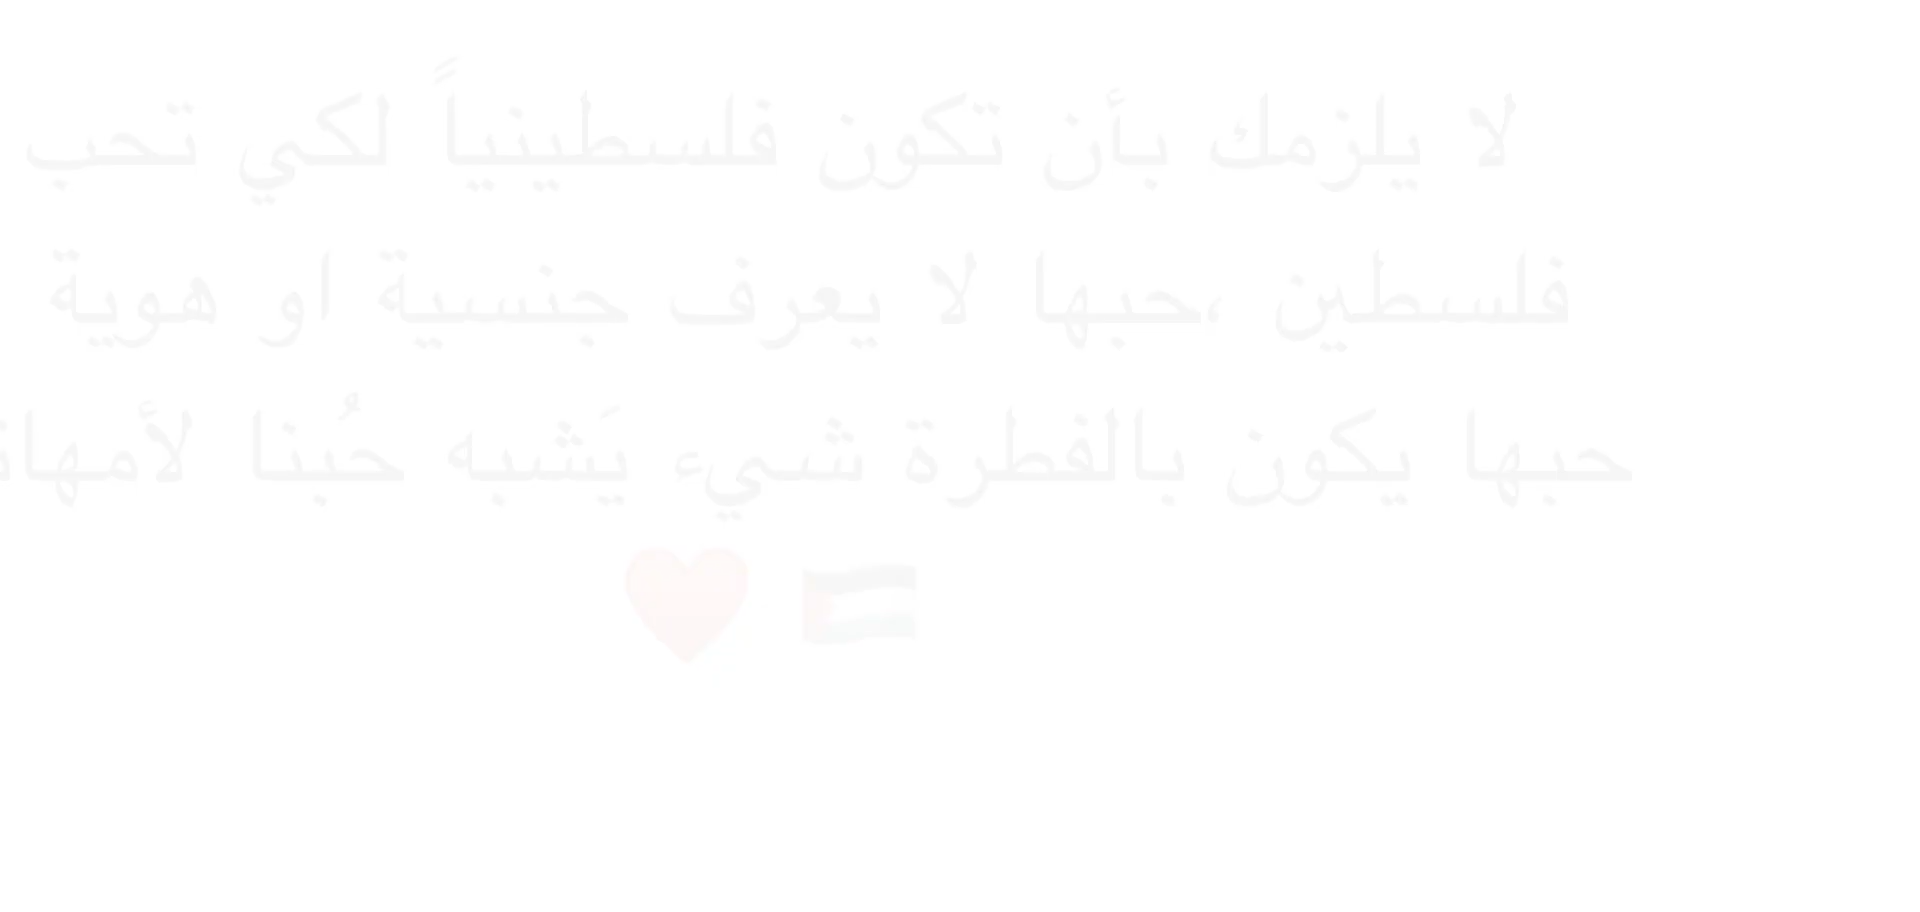 لا يلزمك بأن تكون فلسطينياً لكي تحب
فلسطين ،حبها لا يعرف جنسية او هوية
حبها يكون بالفطرة شيء يَشبه حُبنا
🇵🇸 ❤️